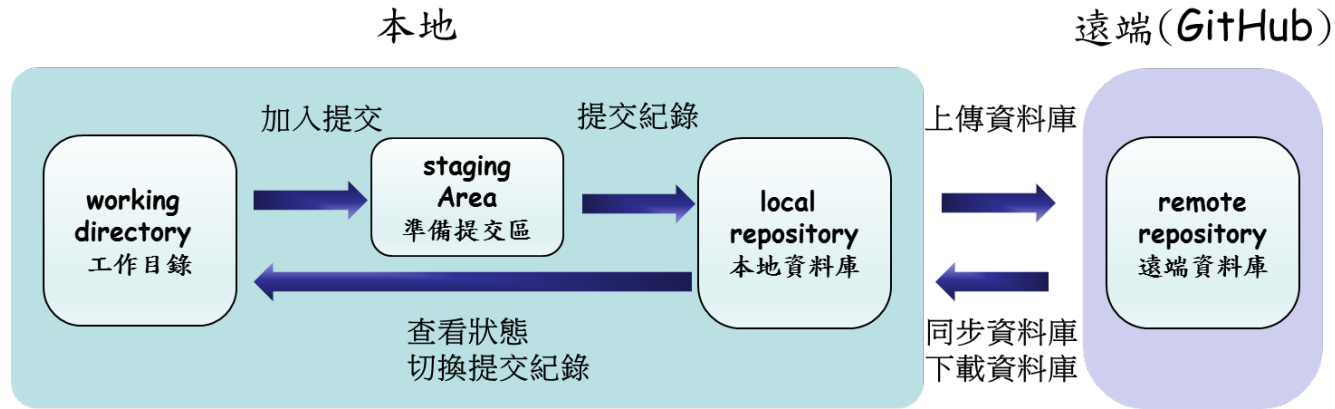 本地
遠端(GitHub)
加入提交
提交紀錄
上傳資料庫
working
directory
工作目錄
staging
Area
準備提交區
local
repository
本地資料庫
remote
repository
遠端資料庫
查看狀態
切換提交紀錄
同步資料庫
下載資料庫